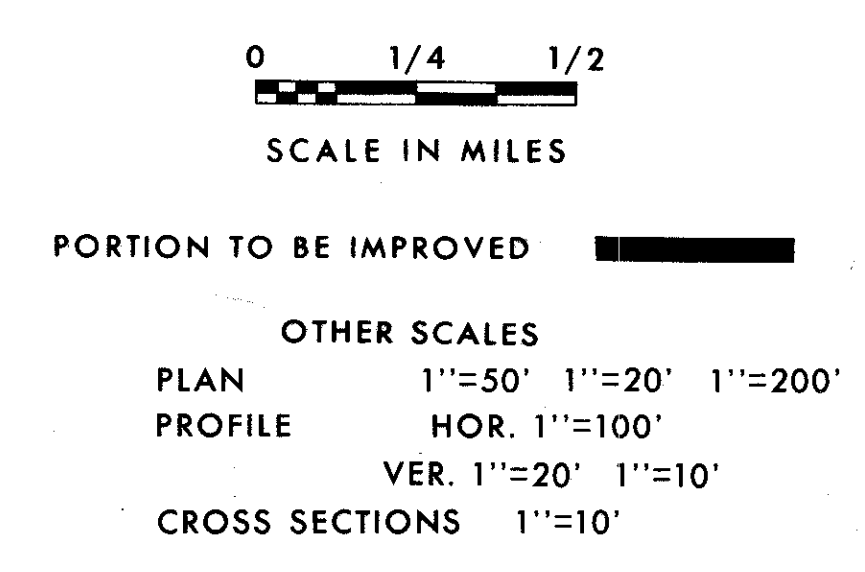 0 1/4 1/2
SCALE IN MILES
PORTION TO BE IMPROVED
OTHER SCALES
PLAN 1''=50' 1''=20' 1''=200'
PROFILE HOR. 1''=100'
VER. 1''=20' 1''=10'
CROSS SECTIONS 1''=10'